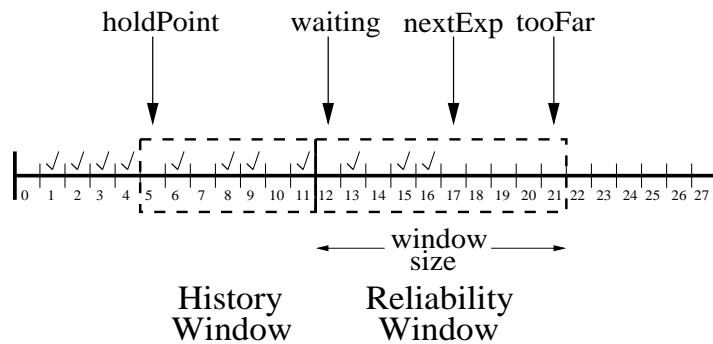 holdPoint waiting nextExp tooFar
0 1 2 3 4 5 6 7 8 9 10 11 12 13 14 15 16 17 18 19 20 21 22 23 24 25 26 27
window
size
History Reliability
Window Window